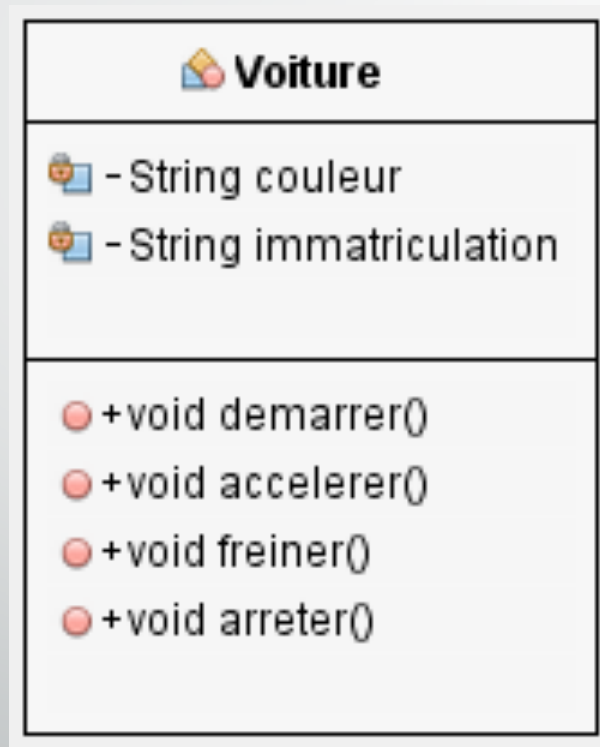 Voiture
-String couleur
-String immatriculation
+void demarrer()
+void accelerer()
+void freiner()
+void arreter()